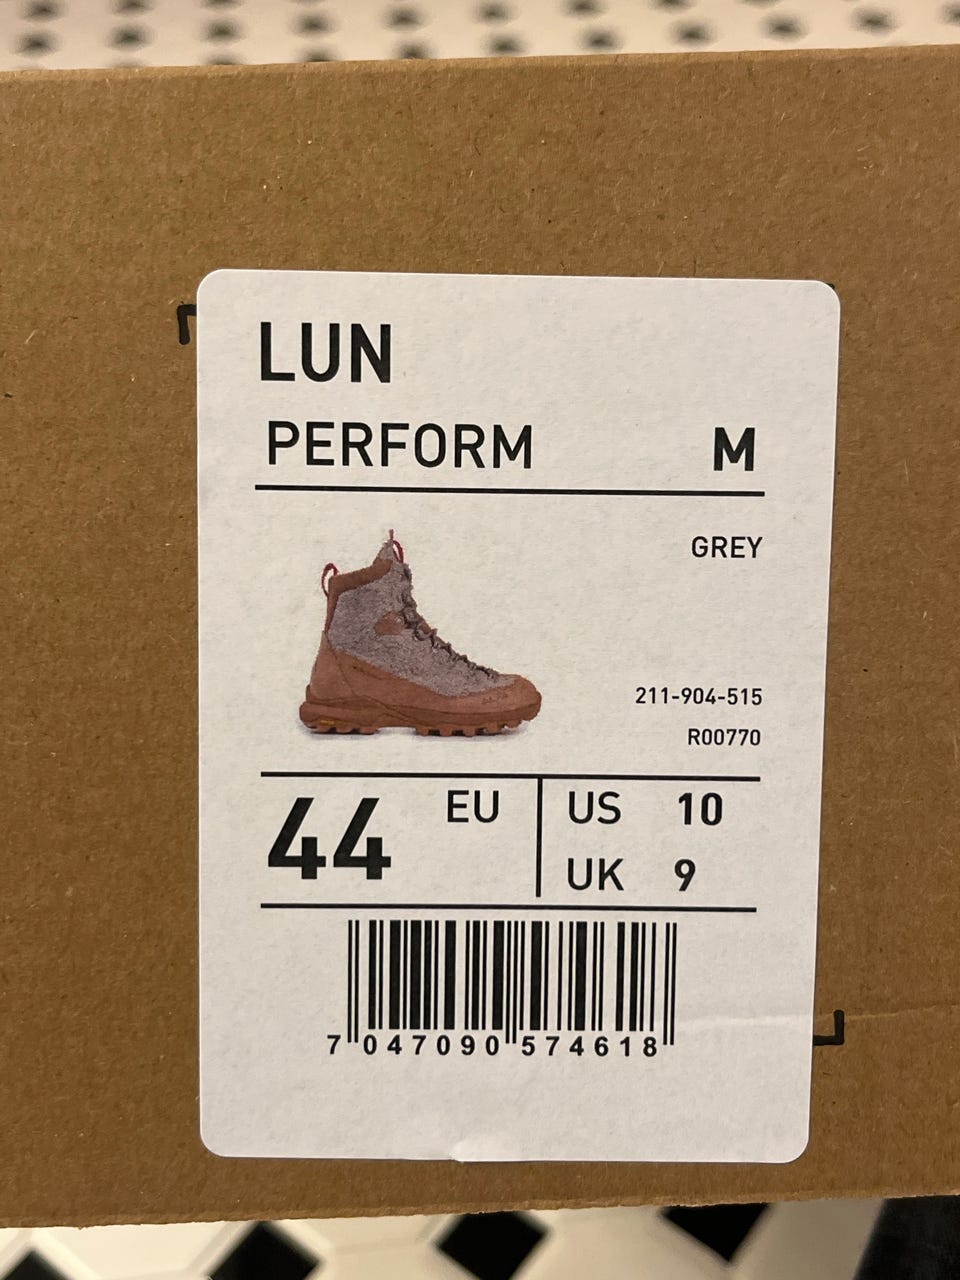 LUN
PERFORM M
GREY
211-904-515
R00770
44 EU
US 10
UK 9
7 047090 574618